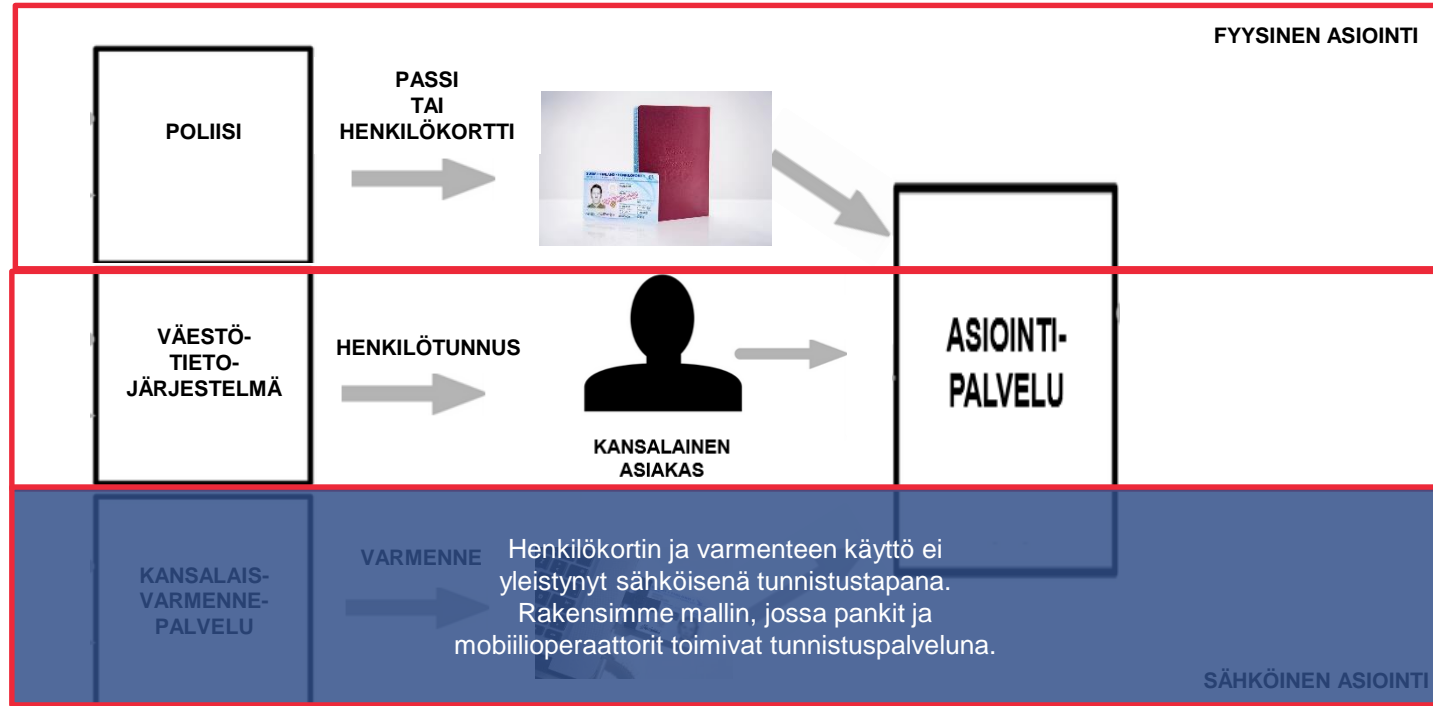 FYYSINEN ASIOINTI
POLIISI
PASSI
TAI
HENKILÖKORTTI
VÄESTÖ-
TIETO-
JÄRJESTELMÄ
HENKILÖTUNNUS
KANSALAINEN
ASIAKAS
ASIOINTI-
PALVELU
KANSALAIS-
VARMENNE-
PALVELU
VARMENNE
Henkilökortin ja varmenteen käyttö ei
yleistynyt sähköisenä tunnistustapana.
Rakensimme mallin, jossa pankit ja
mobiilioperaattorit toimivat tunnistuspalveluna.
SÄHKÖINEN ASIOINTI